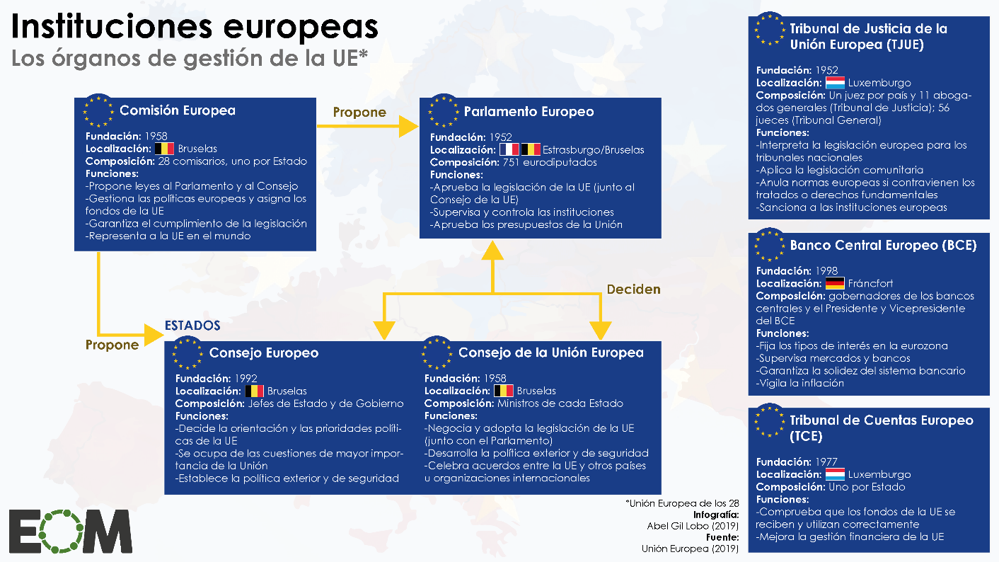 Instituciones europeas
Los órganos de gestión de la UE*
Comisión Europea
Fundación: 1958
Localización: Bruselas
Composición: 28 comisarios, uno por Estado
Funciones:
-Propone leyes al Parlamento y al Consejo
-Gestiona las políticas europeas y asigna los
fondos de la UE
-Garantiza el cumplimiento de la legislación
-Representa a la UE en el mundo
Propone
Parlamento Europeo
Fundación: 1952
Localización: Estrasburgo/Bruselas
Composición: 751 eurodiputados
Funciones:
-Aprueba la legislación de la UE (junto al
Consejo de la UE)
-Supervisa y controla las instituciones
-Aprueba los presupuestos de la Unión
Deciden
Propone
ESTADOS
Consejo Europeo
Fundación: 1992
Localización: Bruselas
Composición: Jefes de Estado y de Gobierno
Funciones:
-Decide la orientación y las prioridades políti-
cas de la UE
-Se ocupa de las cuestiones de mayor impor-
tancia de la Unión
-Establece la política exterior y de seguridad
Consejo de la Unión Europea
Fundación: 1958
Localización: Bruselas
Composición: Ministros de cada Estado
Funciones:
-Negocia y adopta la legislación de la UE
(junto con el Parlamento)
-Desarrolla la política exterior y de seguridad
-Celebra acuerdos entre la UE y otros países
u organizaciones internacionales
Tribunal de Justicia de la
Unión Europea (TJUE)
Fundación: 1952
Localización: Luxemburgo
Composición: Un juez por país y 11 aboga-
dos generales (Tribunal de Justicia); 56
jueces (Tribunal General)
Funciones:
-Interpreta la legislación europea para los
tribunales nacionales
-Aplica la legislación comunitaria
-Anula normas europeas si contravienen los
tratados o derechos fundamentales
-Sanciona a las instituciones europeas
Banco Central Europeo (BCE)
Fundación: 1998
Localización: Fráncfort
Composición: gobernadores de los bancos
centrales y el Presidente y Vicepresidente
del BCE
Funciones:
-Fija los tipos de interés en la eurozona
-Supervisa mercados y bancos
-Garantiza la solidez del sistema bancario
-Vigila la inflación
Tribunal de Cuentas Europeo
(TCE)
Fundación: 1977
Localización: Luxemburgo
Composición: Uno por Estado
Funciones:
-Comprueba que los fondos de la UE se
reciben y utilizan correctamente
-Mejora la gestión financiera de la UE
*Unión Europea de los 28
Infografía:
Abel Gil Lobo (2019)
Fuente:
Unión Europea (2019)
EOM